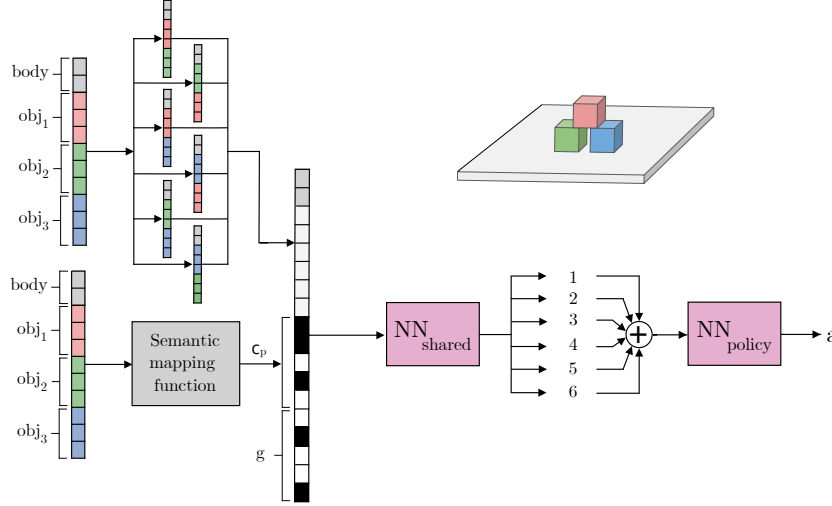 body
obj1
obj2
obj3
body
obj1
obj2
obj3
Semantic
mapping
function
cp
g
NNshared
1
2
3
4
5
6
+
NNpolicy
a